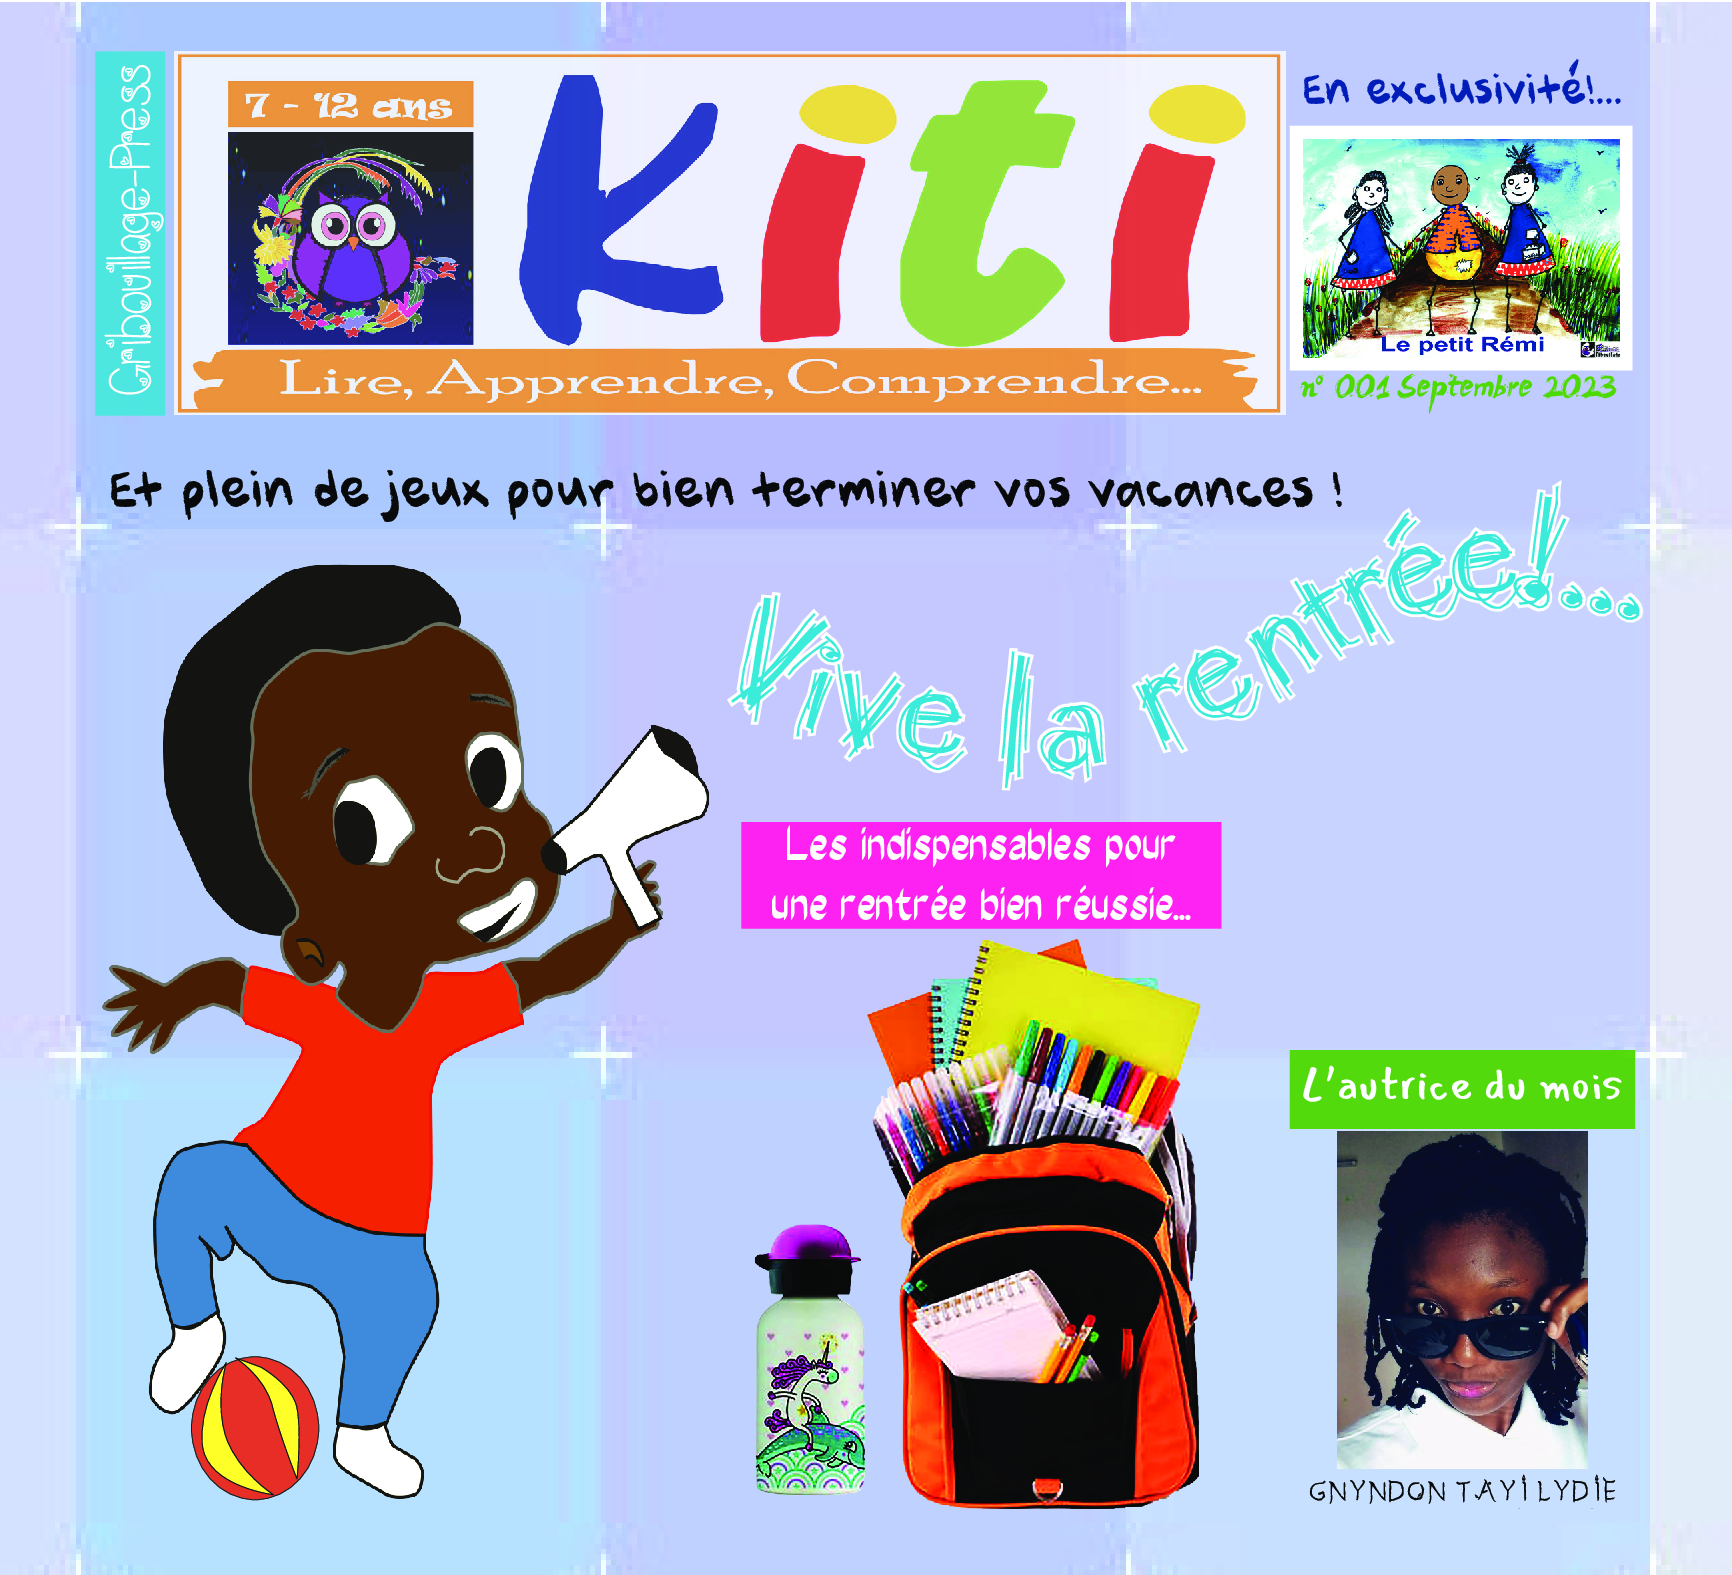 Gribouillage-Press
7 - 12 ans
Kiti
Lire, Apprendre, Comprendre...
En exclusivité!...
Le petit Rémi
n° 001 Septembre 2023
Et plein de jeux pour bien terminer vos vacances !
Vive la rentrée!...
Les indispensables pour
une rentrée bien réussie...
L'autrice du mois
GNYNDON TAYI LYDIE